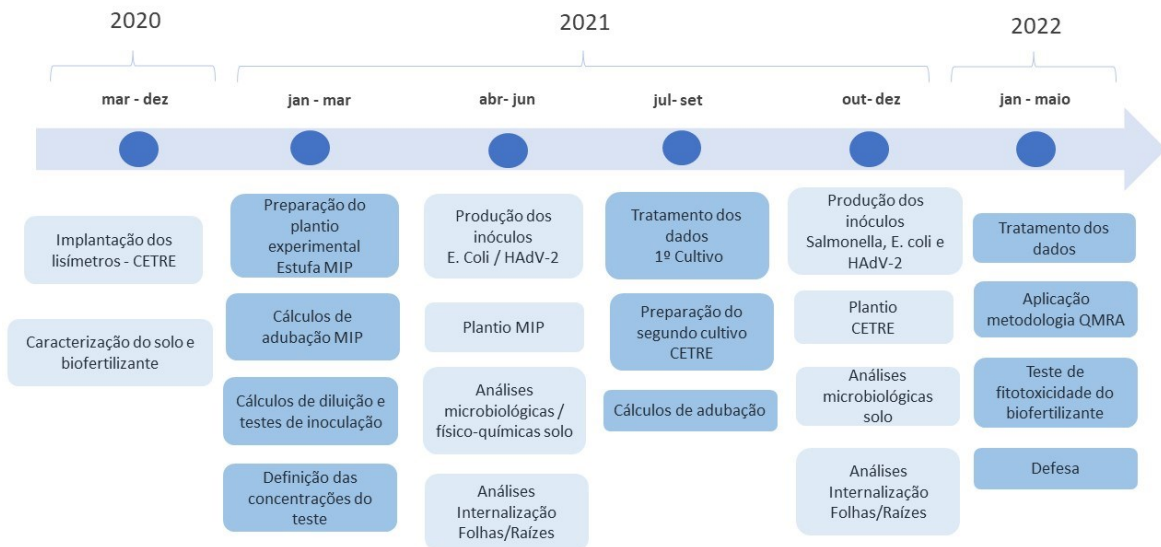 2020
2021
2022
mar - dez
jan - mar
abr- jun
jul- set
out- dez
jan - maio
Implantação dos
lisímetros - CETRE
Caracterização do solo e
biofertilizante
Preparação do
plantio
experimental
Estufa MIP
Cálculos de
adubação MIP
Cálculos de diluição e
testes de inoculação
Definição das
concentrações do
teste
Produção dos
inóculos
E. Coli / HAdV-2
Plantio MIP
Análises
microbiológicas /
físico-químicas solo
Análises
Internalização
Folhas/Raízes
Tratamento dos
dados
1º Cultivo
Preparação do
segundo cultivo
CETRE
Cálculos de adubação
Produção dos
inóculos
Salmonella, E. coli e
HAdV-2
Plantio
CETRE
Análises
microbiológicas
solo
Análises
Internalização
Folhas/Raízes
Tratamento dos
dados
Aplicação
metodologia QMRA
Teste de
fitotoxicidade do
biofertilizante
Defesa